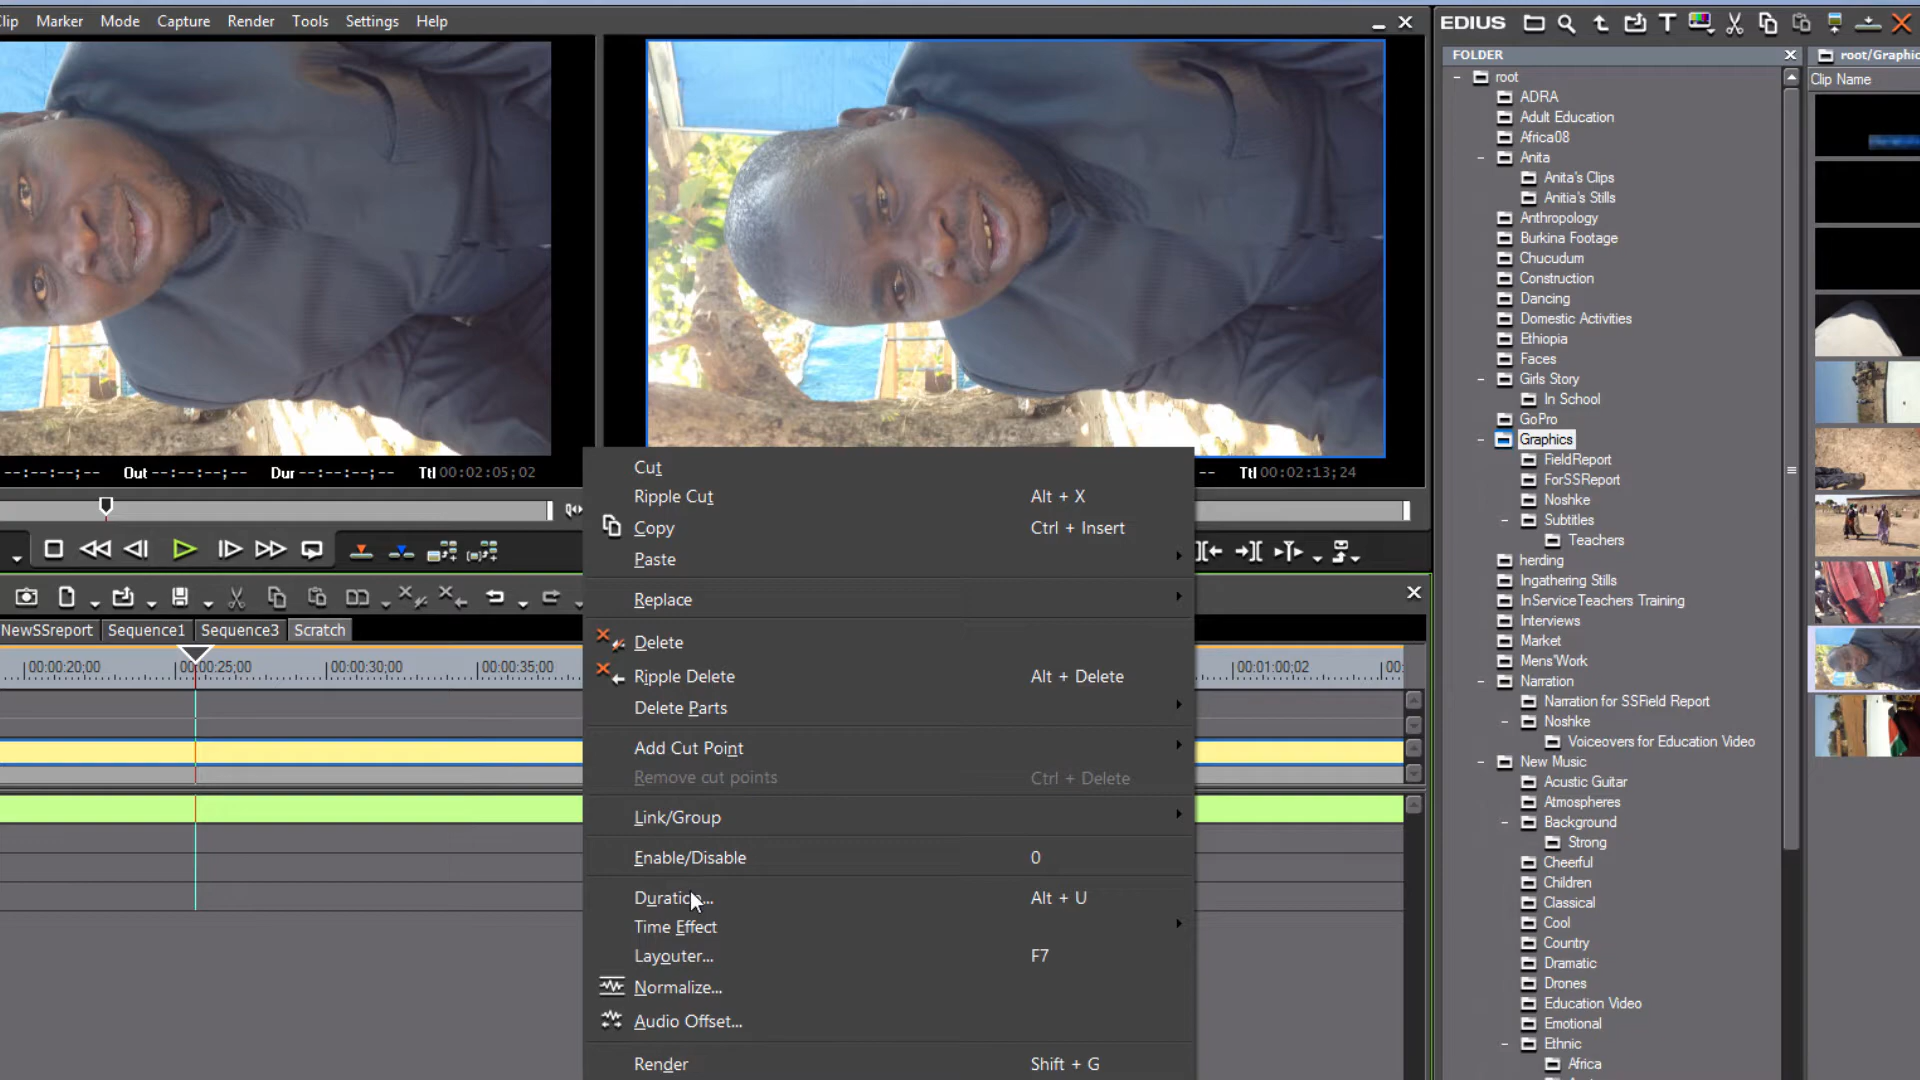 Clip Marker Mode Capture Render Tools Settings Help
EDIUS
FOLDER
root
ADRA
Adult Education
Africa08
Anita
Anita's Clips
Anitia's Stills
Anthropology
Burkina Footage
Chucudum
Construction
Dancing
Domestic Activities
Ethiopia
Faces
Girls Story
In School
GoPro
Graphics
FieldReport
ForSSReport
Noshke
Subtitles
Teachers
herding
Ingathering Stills
InServiceTeachers Training
Interviews
Market
Mens'Work
Narration
Narration for SSField Report
Noshke
Voiceovers for Education Video
New Music
Acustic Guitar
Atmospheres
Background
Strong
Cheerful
Children
Classical
Cool
Country
Dramatic
Drones
Education Video
Emotional
Ethnic
Africa
root/Graphic
Clip Name
--:--:--;-- Out --:--:--;-- Dur --:--:--;-- Ttl 00:02:05;02
-- Ttl 00:02:13;24
NewSSreport Sequence1 Sequence3 Scratch
00:00:20;00 00:00:25;00 00:00:30;00 00:00:35;00 00:01:00;02 00:
Cut
Ripple Cut Alt + X
Copy Ctrl + Insert
Paste
Replace
Delete
Ripple Delete Alt + Delete
Delete Parts
Add Cut Point
Remove cut points Ctrl + Delete
Link/Group
Enable/Disable 0
Duration... Alt + U
Time Effect
Layouter... F7
Normalize...
Audio Offset...
Render Shift + G